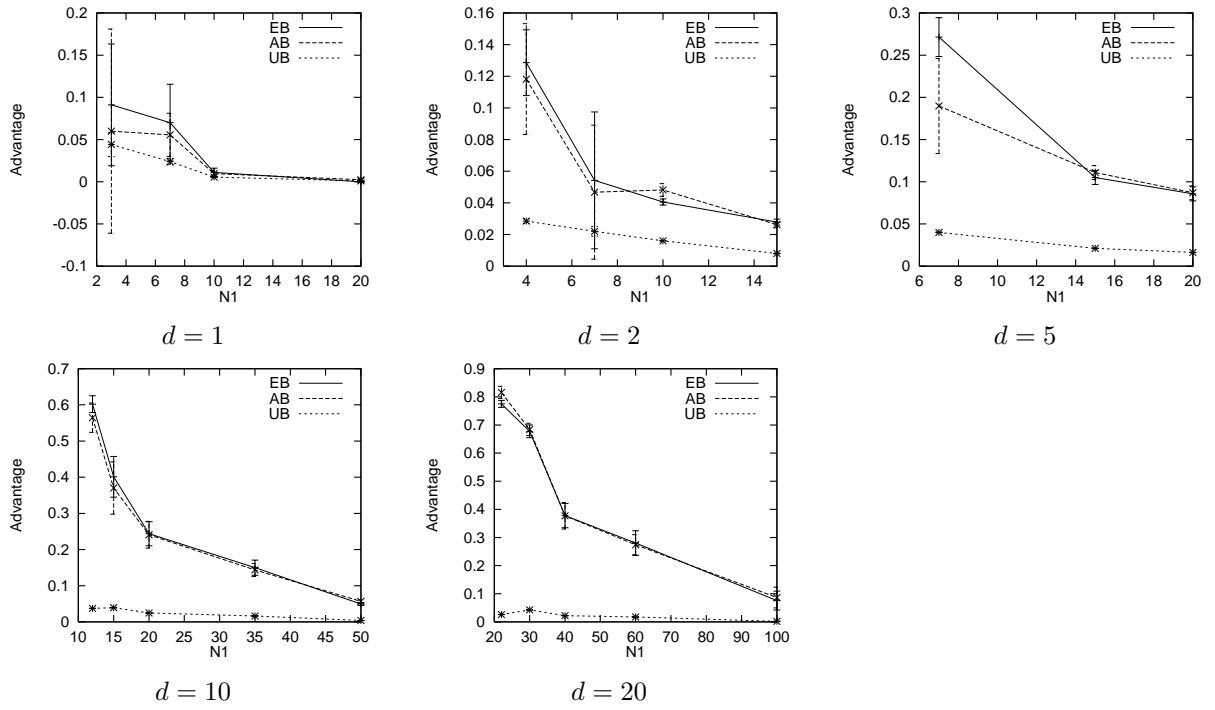 0.2
0.15
0.1
0.05
0
-0.05
-0.1
Advantage
EB
AB
UB
2 4 6 8 10 12 14 16 18 20
N1
d = 1
0.16
0.14
0.12
0.1
0.08
0.06
0.04
0.02
0
Advantage
EB
AB
UB
4 6 8 10 12 14
N1
d = 2
0.3
0.25
0.2
0.15
0.1
0.05
0
Advantage
EB
AB
UB
6 8 10 12 14 16 18 20
N1
d = 5
0.7
0.6
0.5
0.4
0.3
0.2
0.1
0
Advantage
EB
AB
UB
10 15 20 25 30 35 40 45 50
N1
d = 10
0.9
0.8
0.7
0.6
0.5
0.4
0.3
0.2
0.1
0
Advantage
EB
AB
UB
20 30 40 50 60 70 80 90 100
N1
d = 20